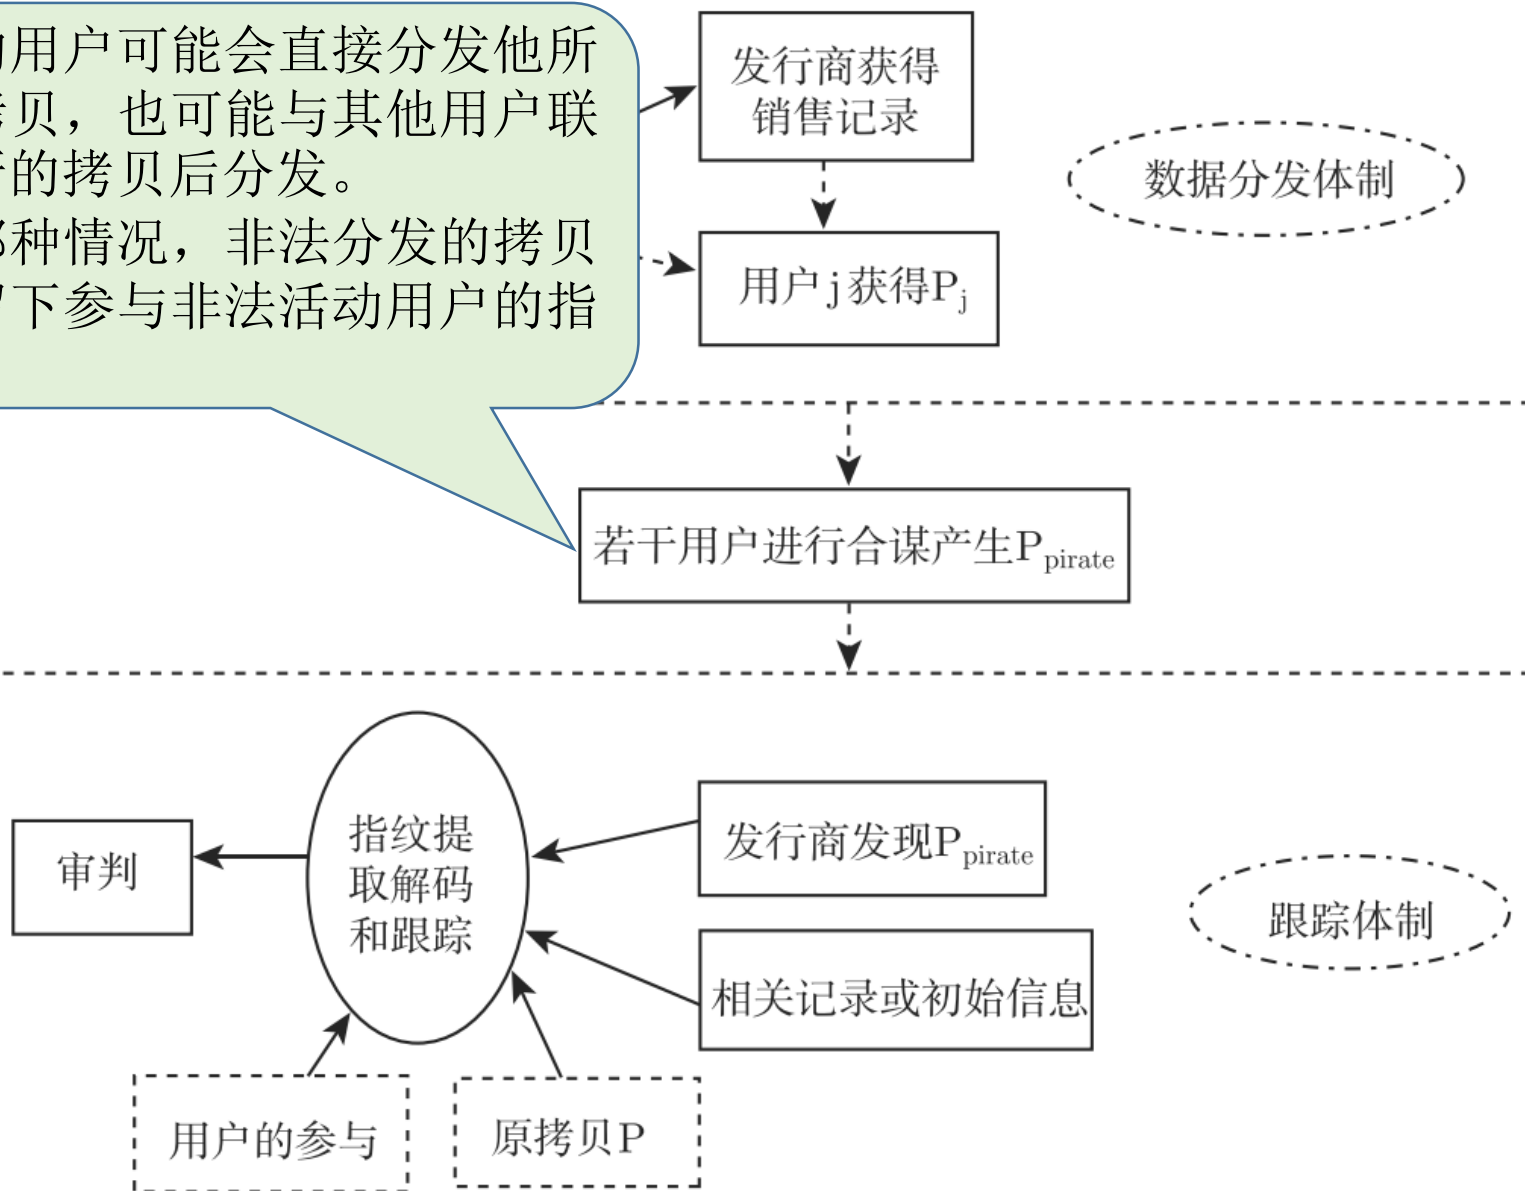 用户可能会直接分发他所
贝，也可能与其他用户联
的拷贝后分发。
种情况，非法分发的拷贝
下参与非法活动用户的指
发行商获得
销售记录
数据分发体制
用户j获得Pj
若干用户进行合谋产生Ppirate
审判
指纹提
取解码
和跟踪
发行商发现Ppirate
跟踪体制
相关记录或初始信息
用户的参与
原拷贝P